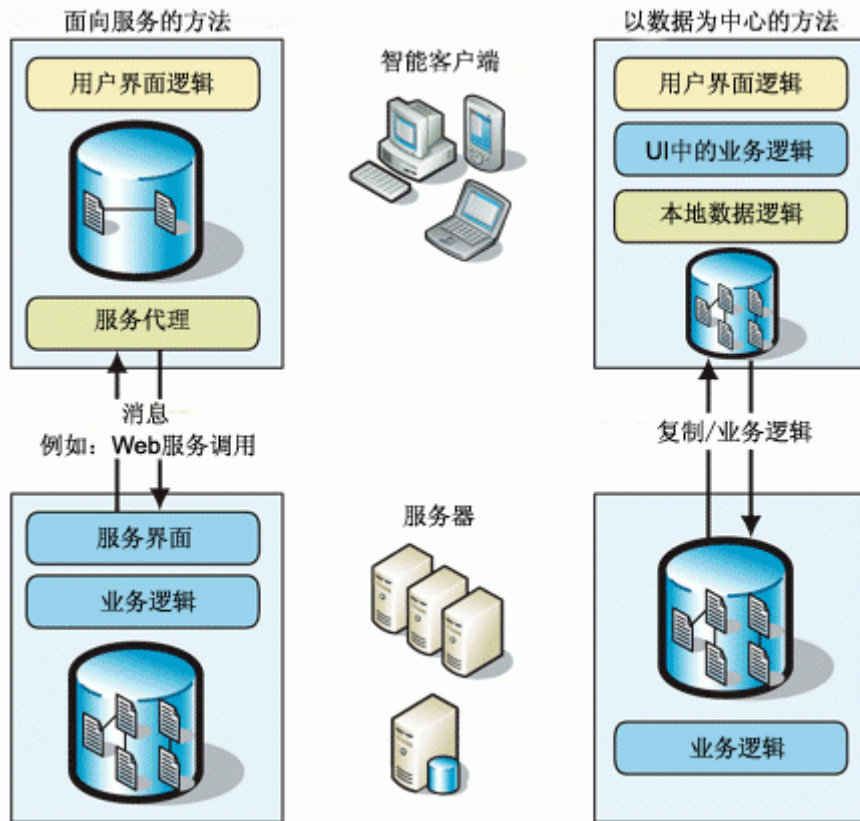 面向服务的方法
用户界面逻辑
服务代理
消息
例如：Web服务调用
服务界面
业务逻辑
智能客户端
服务器
以数据为中心的方法
用户界面逻辑
UI中的业务逻辑
本地数据逻辑
复制/业务逻辑
业务逻辑